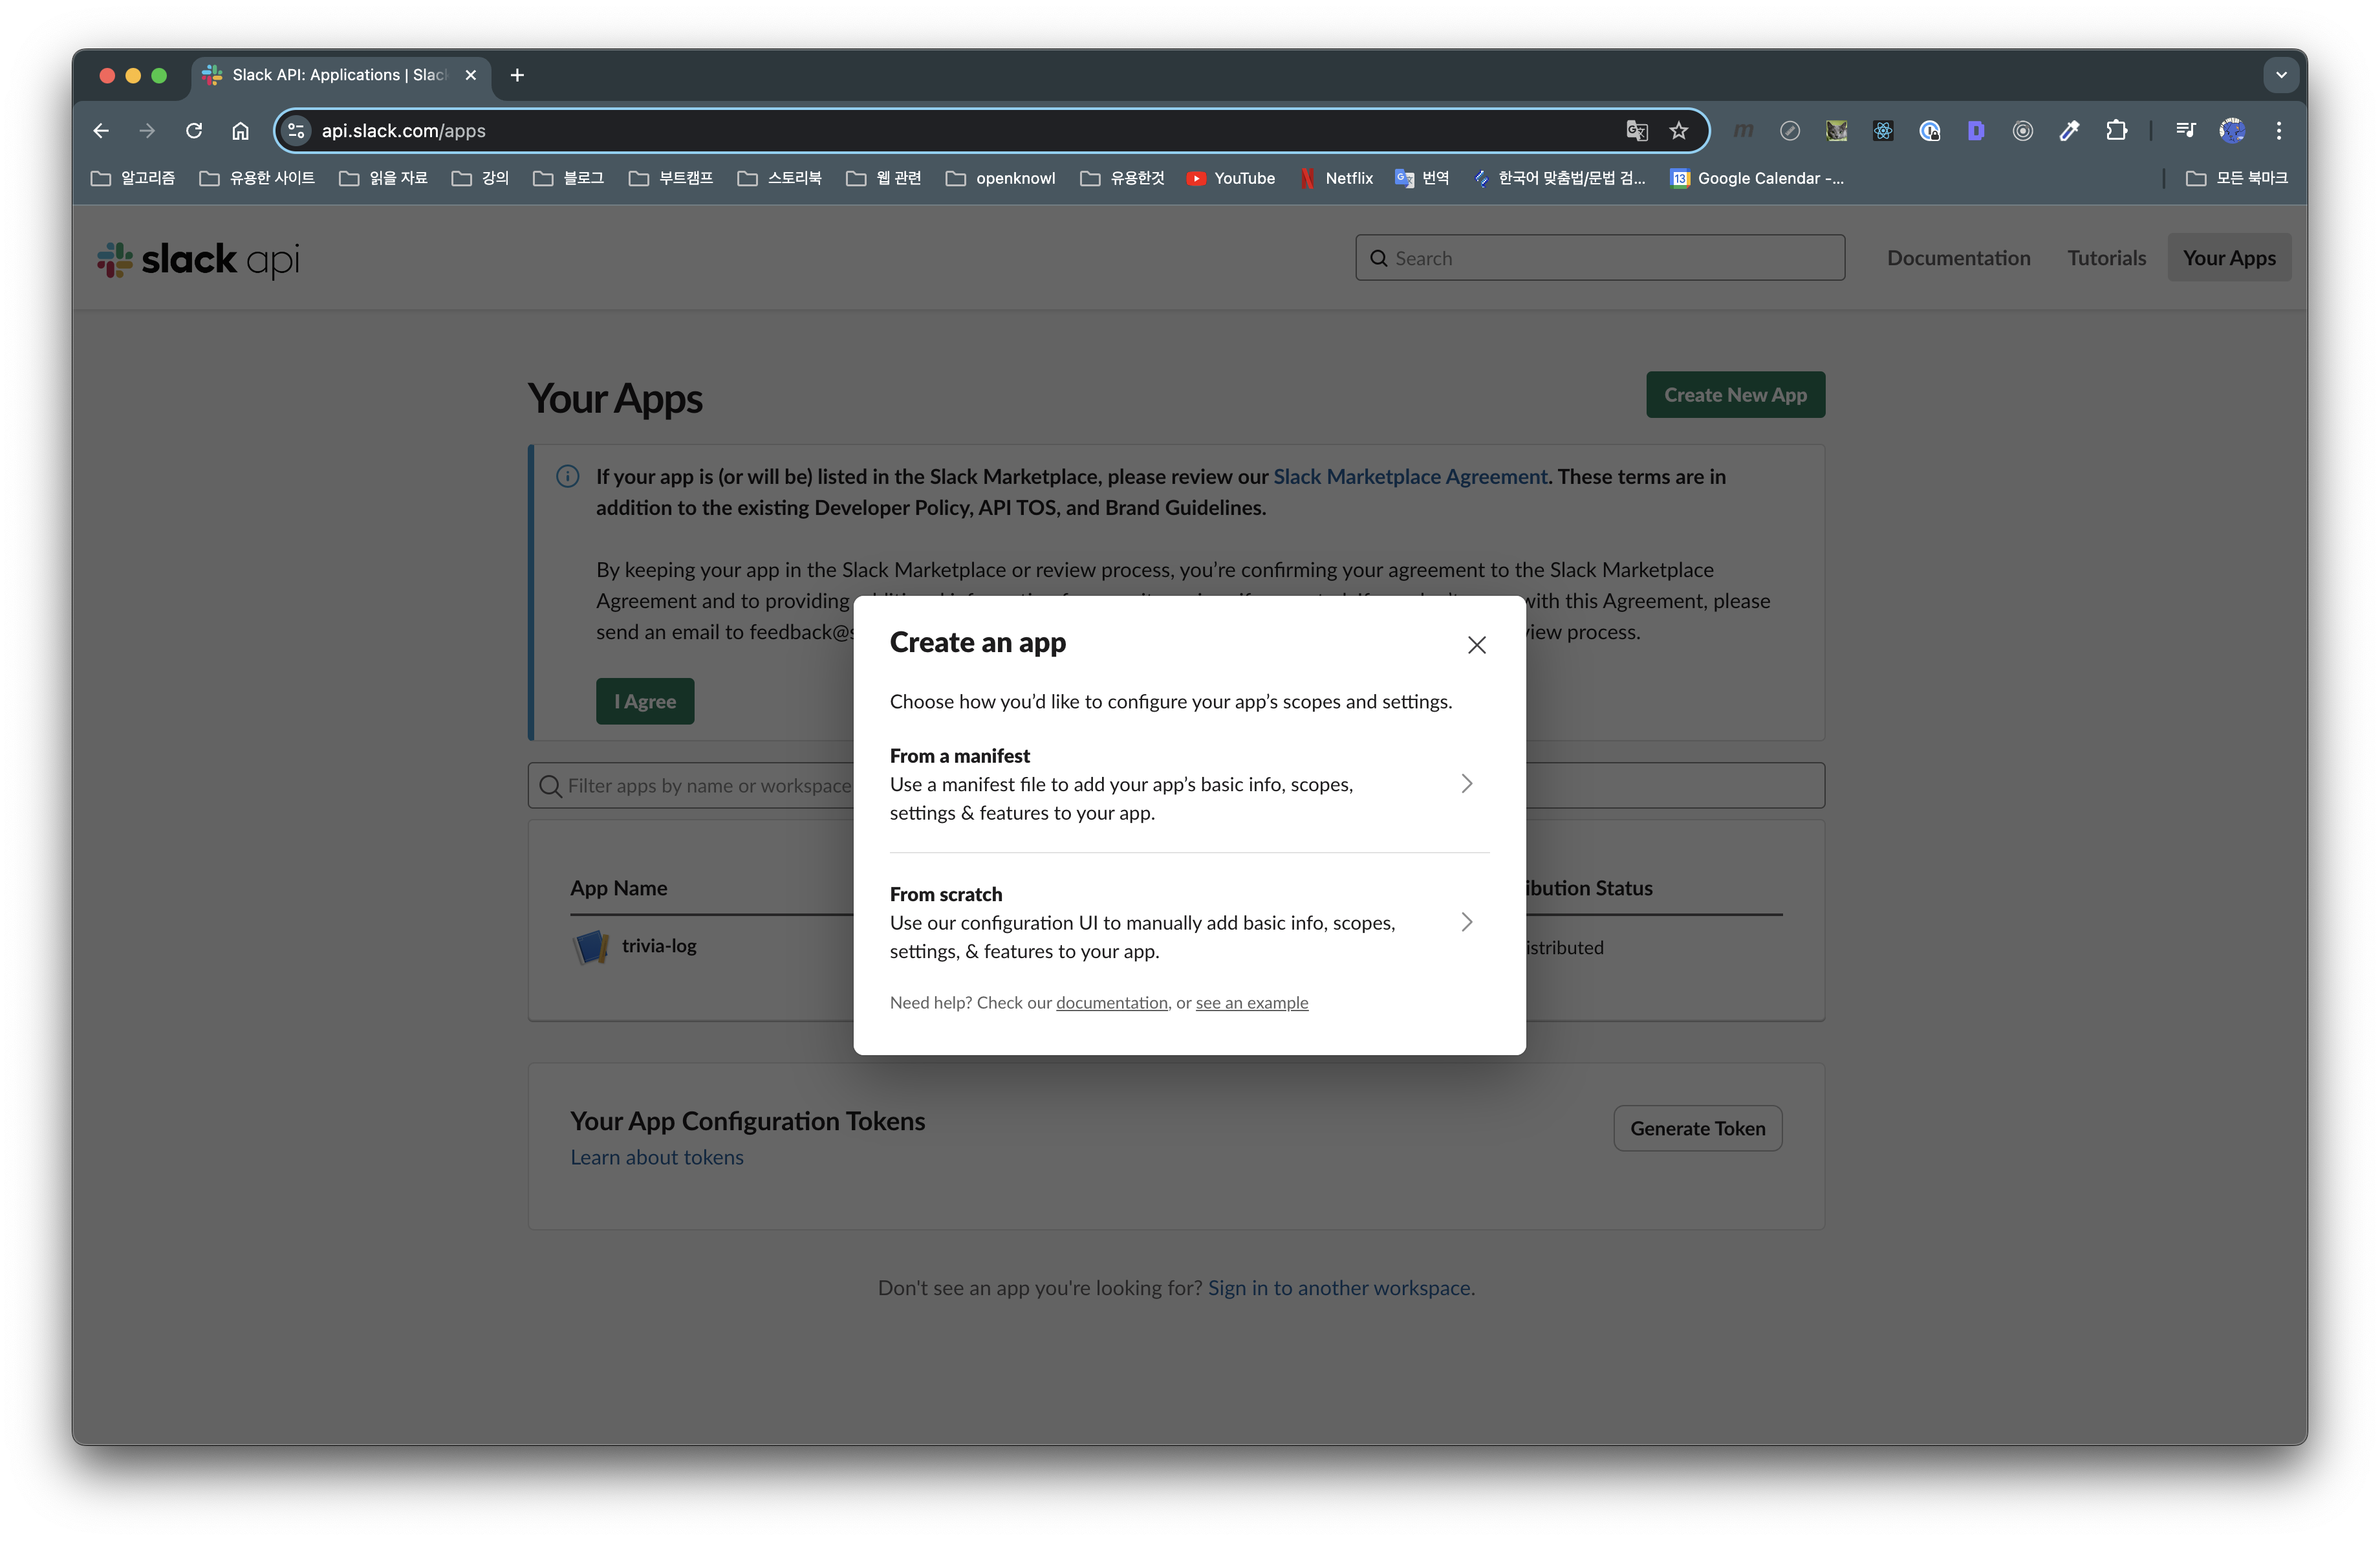 Slack API: Applications | Slac
api.slack.com/apps
알고리즘
유용한 사이트
읽을 자료
강의
블로그
부트캠프
스토리북
웹 관련
openknowl
유용한것
YouTube
Netflix
번역
한국어 맞춤법/문법 검...
13
Google Calendar -...
모든 북마크
slack api
Search
Documentation
Tutorials
Your Apps
Your Apps
Create New App
If your app is (or will be) listed in the Slack Marketplace, please review our Slack Marketplace Agreement. These terms are in
addition to the existing Developer Policy, API TOS, and Brand Guidelines.
By keeping your app in the Slack Marketplace or review process, you're confirming your agreement to the Slack Marketplace
Agreement and to providing
with this Agreement, please
send an email to feedback@s
iew process.
I Agree
Filter apps by name or workspace
App Name
ibution Status
trivia-log
istributed
Create an app
Choose how you'd like to configure your app's scopes and settings.
From a manifest
Use a manifest file to add your app's basic info, scopes,
settings & features to your app.
From scratch
Use our configuration UI to manually add basic info, scopes,
settings, & features to your app.
Need help? Check our documentation, or see an example
Your App Configuration Tokens
Learn about tokens
Generate Token
Don't see an app you're looking for? Sign in to another workspace.